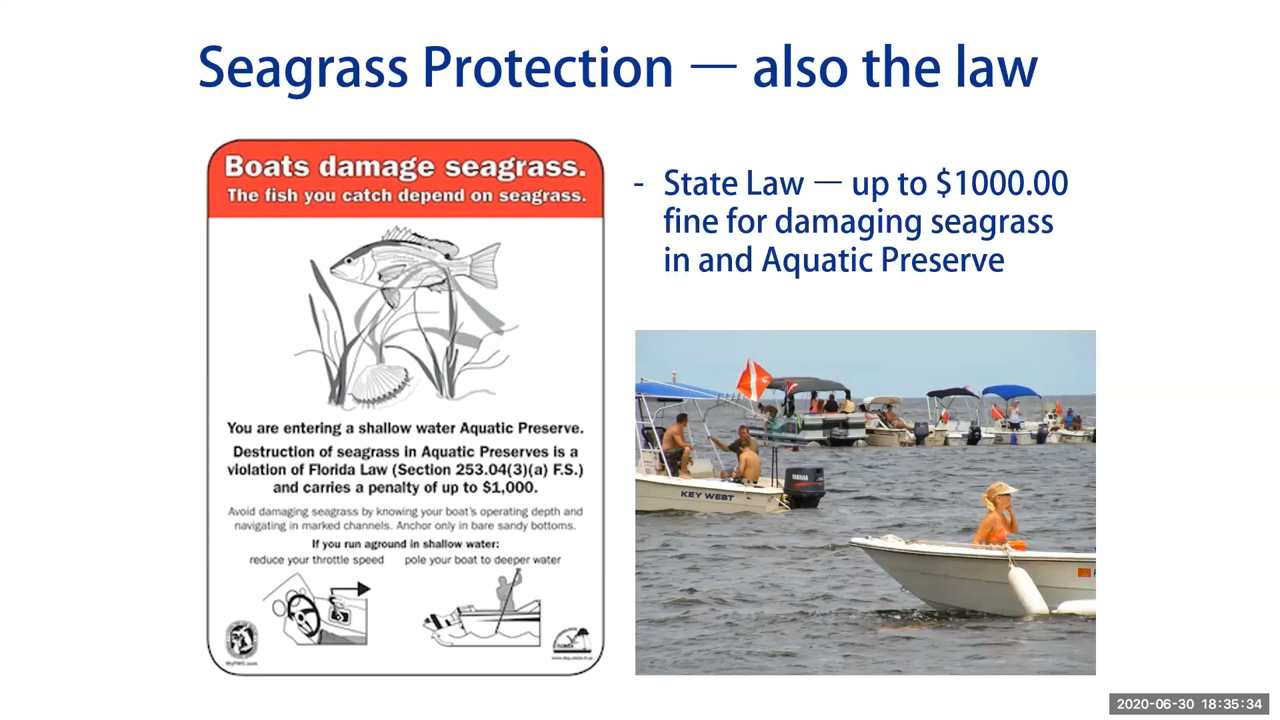 Seagrass Protection — also the law
Boats damage seagrass.
The fish you catch depend on seagrass.
You are entering a shallow water Aquatic Preserve.
Destruction of seagrass in Aquatic Preserves is a
violation of Florida Law (Section 253.04(3)(a) F.S.)
and carries a penalty of up to $1,000.
Avoid damaging seagrass by knowing your boat's operating depth and
navigating in marked channels. Anchor only in bare sandy bottoms.
If you run aground in shallow water:
reduce your throttle speed
pole your boat to deeper water
MyFWC.com
- State Law — up to $1000.00
fine for damaging seagrass
in and Aquatic Preserve
YAMAHA
KEY WEST
2020-06-30 18:35:34